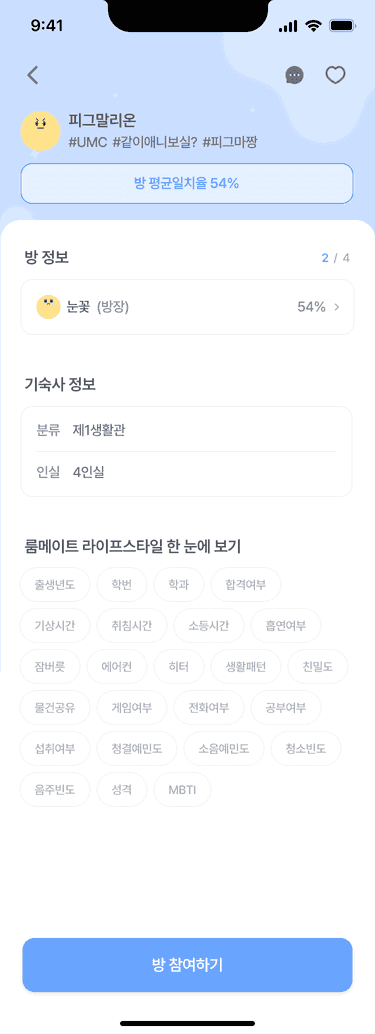 9:41
피그말리온
#UMC #같이애니보실? #피그마짱
방 평균일치율 54%
방 정보 2 / 4
눈꽃 (방장) 54%
기숙사 정보
분류 제1생활관
인실 4인실
룸메이트 라이프스타일 한 눈에 보기
출생년도 학번 학과 합격여부
기상시간 취침시간 소등시간 흡연여부
잠버릇 에어컨 히터 생활패턴 친밀도
물건공유 게임여부 전화여부 공부여부
섭취여부 청결예민도 소음예민도 청소빈도
음주빈도 성격 MBTI
방 참여하기